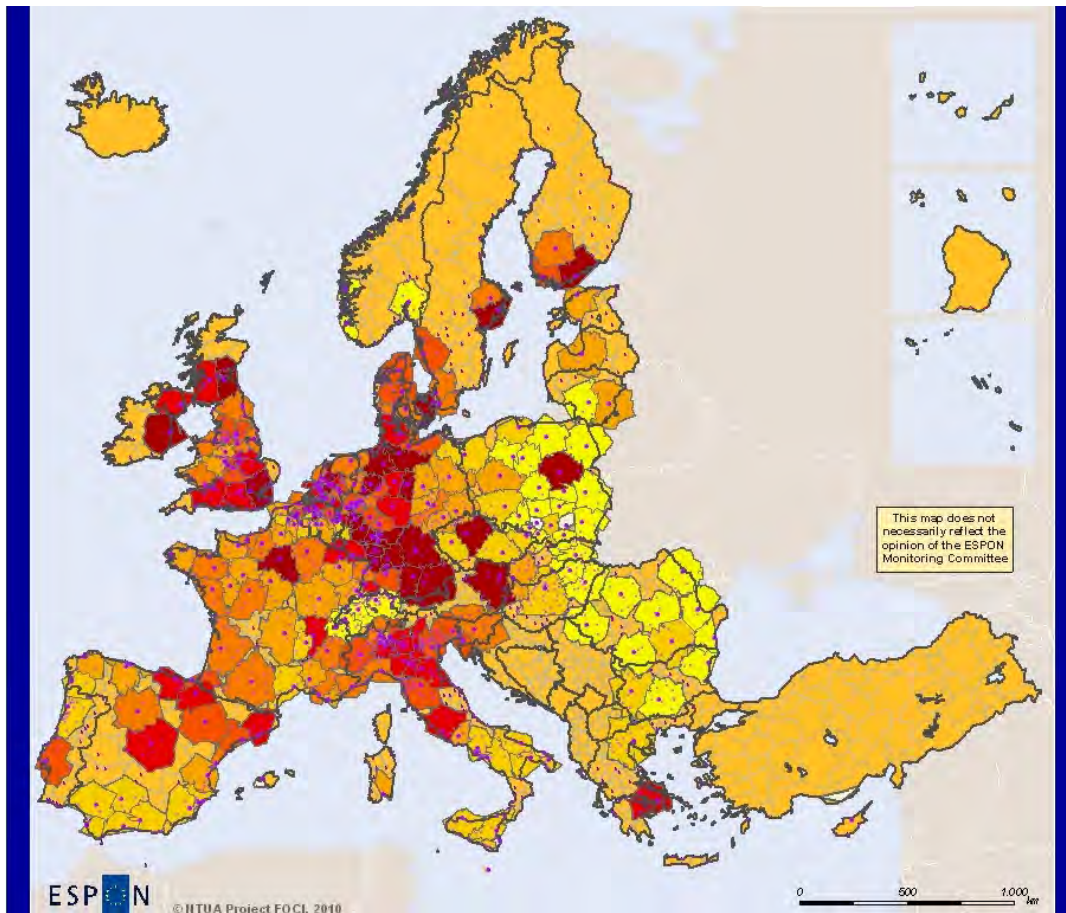 This map does not
necessarily reflect the
opinion of the ESPON
Monitoring Committee
ESPON
© NTUA Project FOCI, 2010
0 500 1.000
km